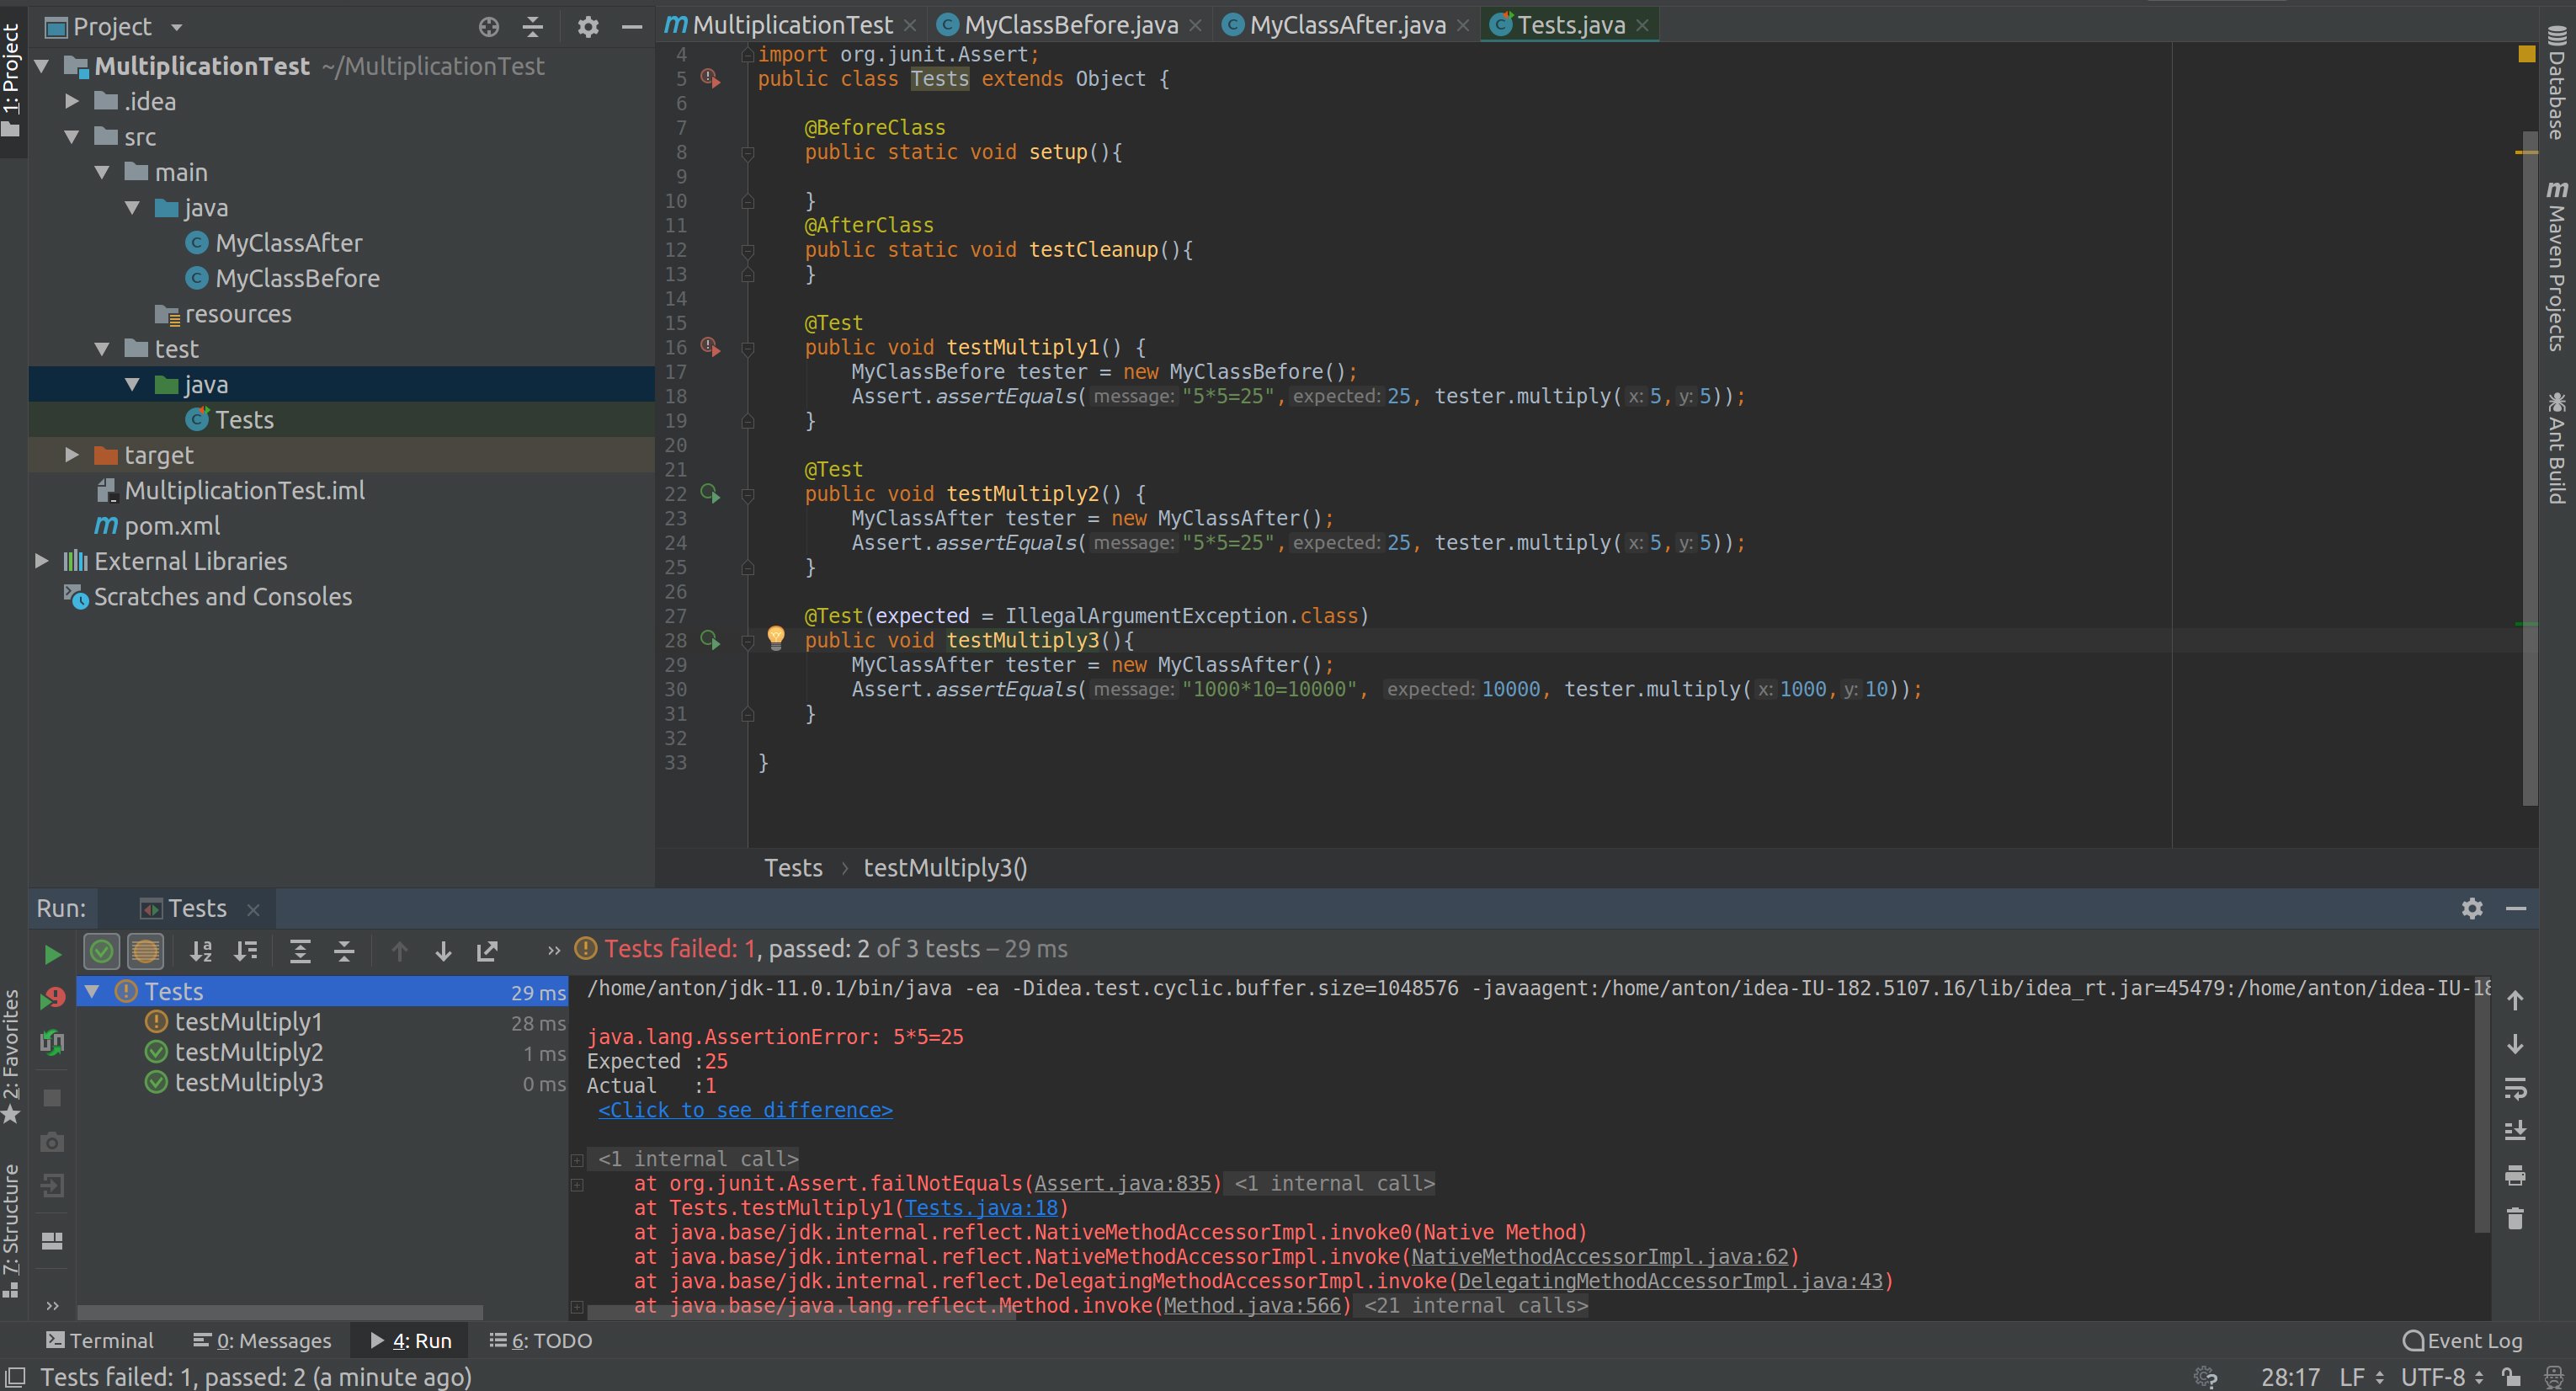 Project
MultiplicationTest
MyClassBefore.java
MyClassAfter.java
Tests.java
1: Project
MultiplicationTest ~/MultiplicationTest
.idea
src
main
java
MyClassAfter
MyClassBefore
resources
test
java
Tests
target
MultiplicationTest.iml
pom.xml
External Libraries
Scratches and Consoles
4 import org.junit.Assert;
5 public class Tests extends Object {
6
7 @BeforeClass
8 public static void setup(){
9
10 }
11 @AfterClass
12 public static void testCleanup(){
13 }
14
15 @Test
16 public void testMultiply1() {
17 MyClassBefore tester = new MyClassBefore();
18 Assert.assertEquals( message: "5*5=25", expected: 25, tester.multiply( x: 5, y: 5));
19 }
20
21 @Test
22 public void testMultiply2() {
23 MyClassAfter tester = new MyClassAfter();
24 Assert.assertEquals( message: "5*5=25", expected: 25, tester.multiply( x: 5, y: 5));
25 }
26
27 @Test(expected = IllegalArgumentException.class)
28 public void testMultiply3(){
29 MyClassAfter tester = new MyClassAfter();
30 Assert.assertEquals( message: "1000*10=10000", expected: 10000, tester.multiply( x: 1000, y: 10));
31 }
32
33 }
Tests › testMultiply3()
Database
Maven Projects
Ant Build
Run: Tests
» Tests failed: 1, passed: 2 of 3 tests – 29 ms
Tests 29 ms
testMultiply1 28 ms
testMultiply2 1 ms
testMultiply3 0 ms
/home/anton/jdk-11.0.1/bin/java -ea -Didea.test.cyclic.buffer.size=1048576 -javaagent:/home/anton/idea-IU-182.5107.16/lib/idea_rt.jar=45479:/home/anton/idea-IU-18
java.lang.AssertionError: 5*5=25
Expected :25
Actual :1
<Click to see difference>
<1 internal call>
at org.junit.Assert.failNotEquals(Assert.java:835) <1 internal call>
at Tests.testMultiply1(Tests.java:18)
at java.base/jdk.internal.reflect.NativeMethodAccessorImpl.invoke0(Native Method)
at java.base/jdk.internal.reflect.NativeMethodAccessorImpl.invoke(NativeMethodAccessorImpl.java:62)
at java.base/jdk.internal.reflect.DelegatingMethodAccessorImpl.invoke(DelegatingMethodAccessorImpl.java:43)
at java.base/java.lang.reflect.Method.invoke(Method.java:566) <21 internal calls>
2: Favorites
7: Structure
»
Terminal
0: Messages
4: Run
6: TODO
Event Log
Tests failed: 1, passed: 2 (a minute ago)
28:17 LF UTF-8